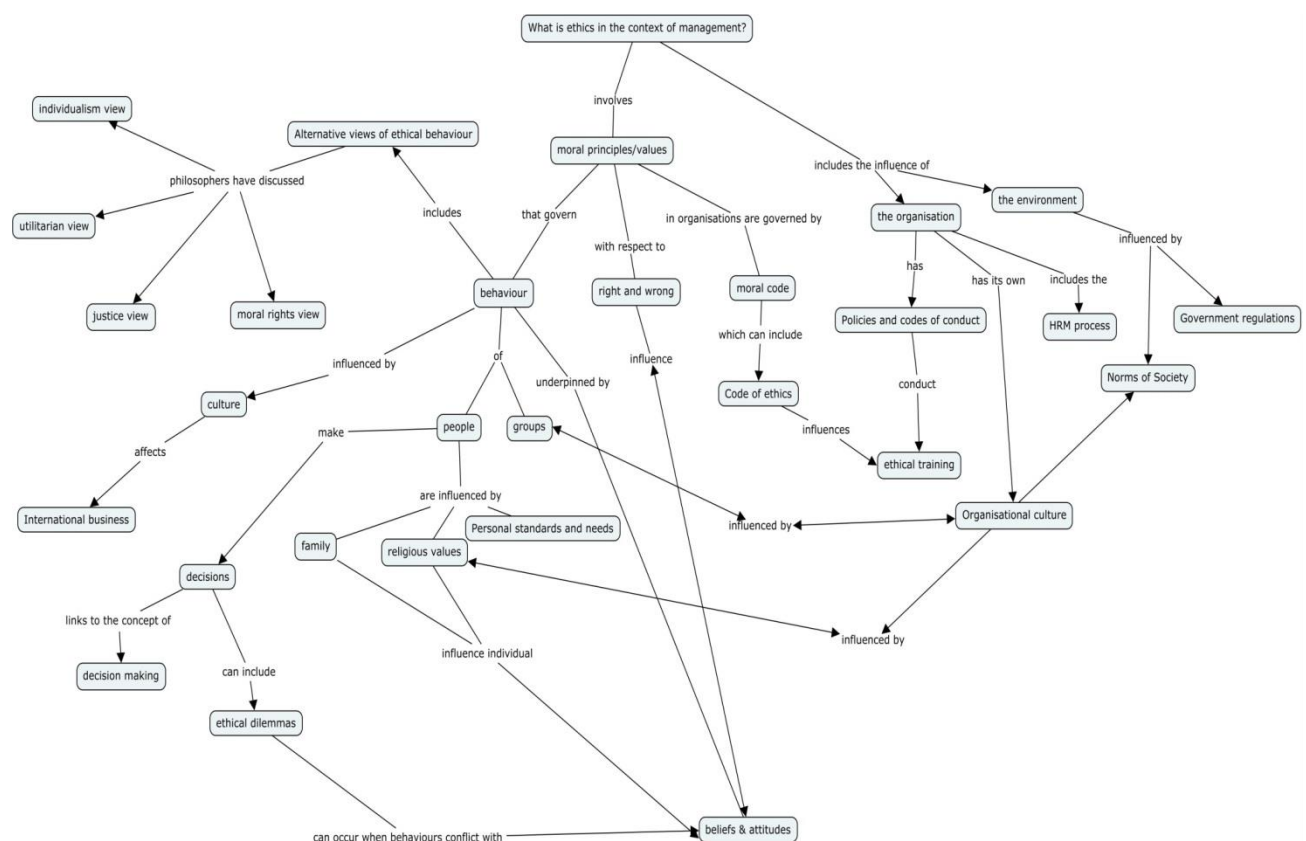 What is ethics in the context of management?
individualism view
involves
Alternative views of ethical behaviour
moral principles/values
includes the influence of
philosophers have discussed
the environment
utilitarian view
includes
that govern
in organisations are governed by
the organisation
with respect to
influenced by
has
has its own
includes the
behaviour
right and wrong
moral code
justice view
moral rights view
Policies and codes of conduct
HRM process
Government regulations
which can include
influenced by
of
influence
underpinned by
Norms of Society
conduct
Code of ethics
culture
people
groups
make
influences
affects
ethical training
are influenced by
International business
Personal standards and needs
influenced by
Organisational culture
family
religious values
decisions
links to the concept of
influenced by
influence individual
decision making
can include
ethical dilemmas
beliefs & attitudes
can occur when behaviours conflict with